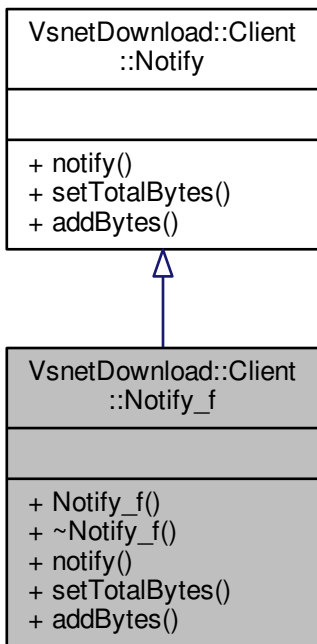 VsnetDownload::Client
::Notify
+ notify()
+ setTotalBytes()
+ addBytes()
VsnetDownload::Client
::Notify_f
+ Notify_f()
+ ~Notify_f()
+ notify()
+ setTotalBytes()
+ addBytes()